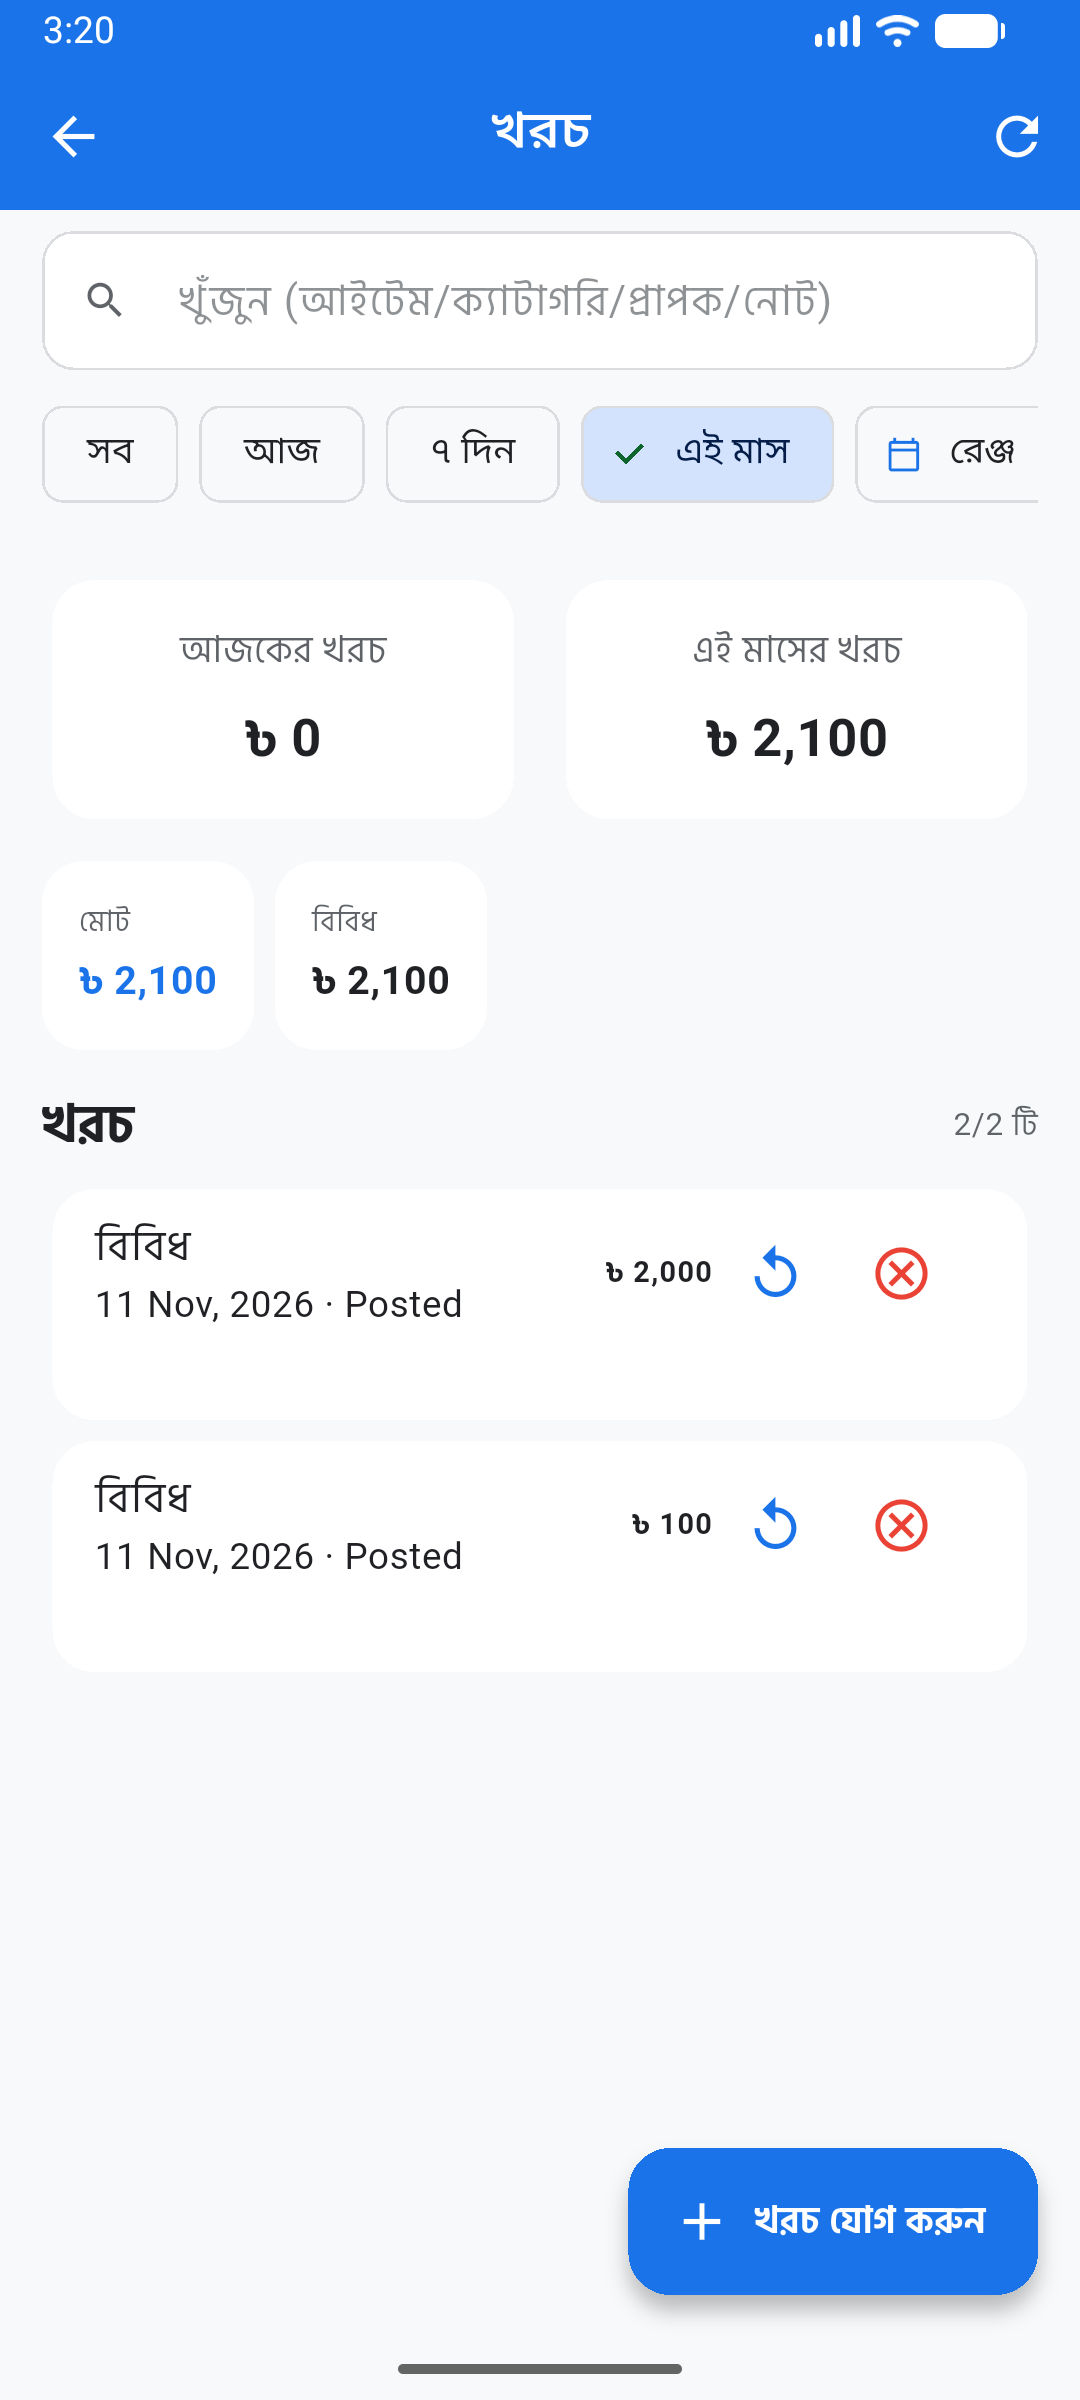 3:20
খরচ
খুঁজুন (আইটেম/ক্যাটাগরি/প্রাপক/নোট)
সব
আজ
৭ দিন
এই মাস
রেঞ্জ
আজকের খরচ
৳ 0
এই মাসের খরচ
৳ 2,100
মোট
৳ 2,100
বিবিধ
৳ 2,100
খরচ
2/2 টি
বিবিধ
৳ 2,000
11 Nov, 2026 · Posted
বিবিধ
৳ 100
11 Nov, 2026 · Posted
খরচ যোগ করুন